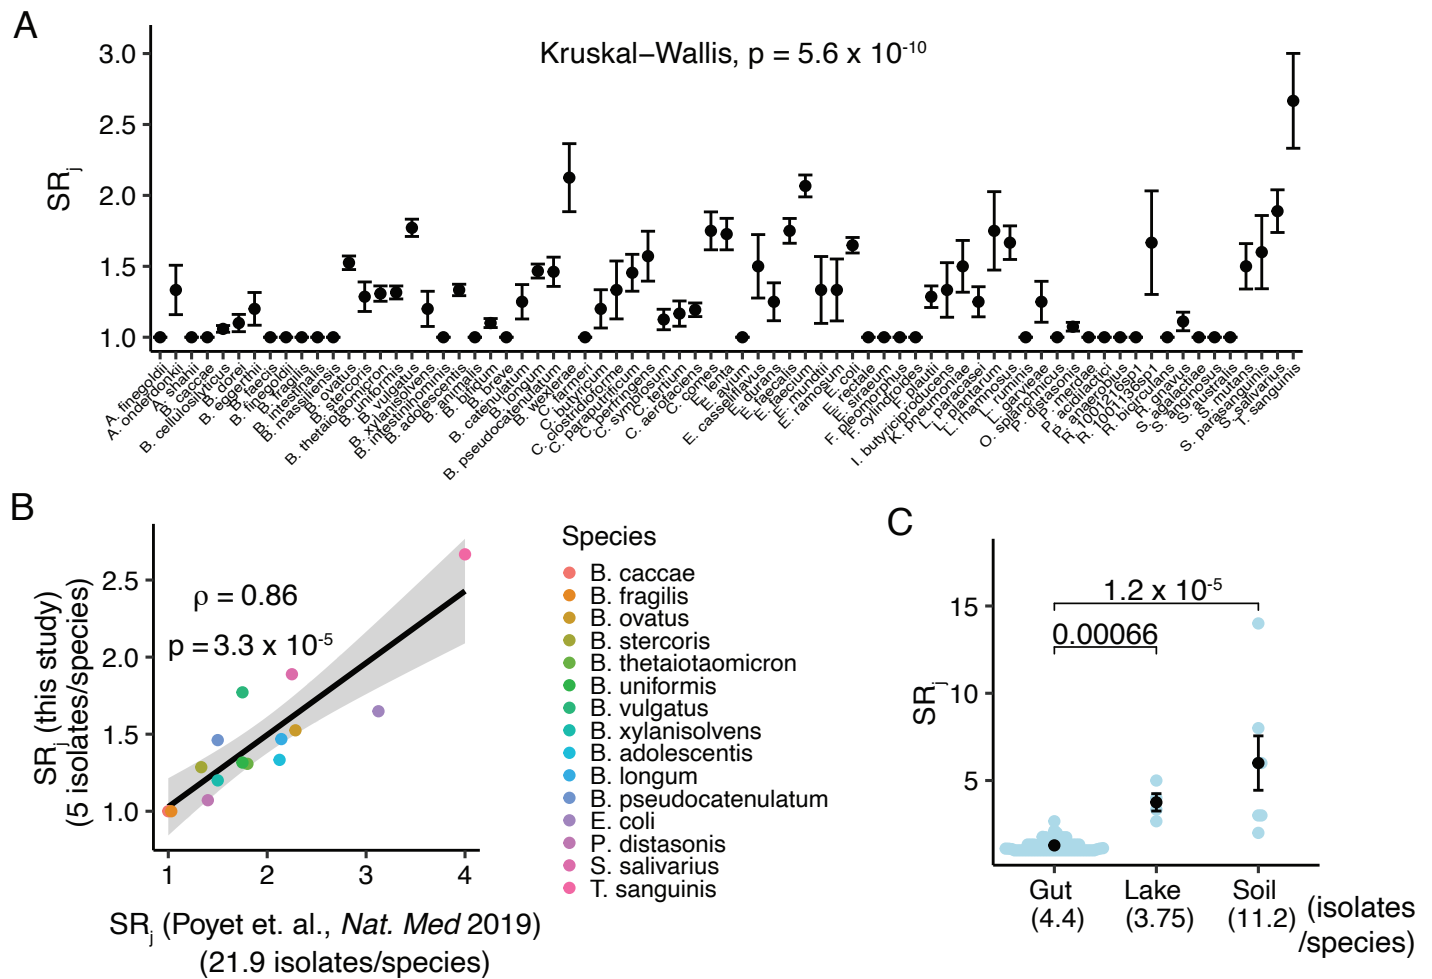 A
3.0
2.5
2.0
1.5
1.0
SRj
Kruskal–Wallis, p = 5.6 x 10-10
A. finegoldii
A. onderdonkii
A. shahii
B. caccae
B. cellulosilyticus
B. dorei
B. eggerthii
B. faecis
B. finegoldii
B. fragilis
B. intestinalis
B. massiliensis
B. ovatus
B. stercoris
B. thetaiotaomicron
B. uniformis
B. vulgatus
B. xylanisolvens
B. intestinihominis
B. adolescentis
B. animalis
B. bifidum
B. breve
B. catenulatum
B. longum
B. pseudocatenulatum
B. wexlerae
C. farmeri
C. butyricum
C. clostridioforme
C. paraputrificum
C. perfringens
C. symbiosum
C. tertium
C. aerofaciens
C. comes
E. lenta
E. avium
E. casseliflavus
E. durans
E. faecalis
E. faecium
E. mundtii
E. ramosum
E. coli
E. rectale
E. siraeum
F. pleomorphus
F. cylindroides
F. plautii
I. butyriciproducens
K. pneumoniae
L. paracasei
L. plantarum
L. rhamnosus
L. ruminis
L. garvieae
O. splanchnicus
P. distasonis
P. merdae
P. acidilactici
R. 1001216sp1
R. 1001713sp1
R. bicirculans
R. gnavus
S. agalactiae
S. arginosus
S. australis
S. mutans
S. parasanguinis
S. salivarius
T. sanguinis
B
2.5
2.0
1.5
1.0
SRj (this study)
(5 isolates/species)
ρ = 0.86
p = 3.3 x 10-5
1 2 3 4
SRj (Poyet et. al., Nat. Med 2019)
(21.9 isolates/species)
Species
B. caccae
B. fragilis
B. ovatus
B. stercoris
B. thetaiotaomicron
B. uniformis
B. vulgatus
B. xylanisolvens
B. adolescentis
B. longum
B. pseudocatenulatum
E. coli
P. distasonis
S. salivarius
T. sanguinis
C
15
10
5
SRj
1.2 x 10-5
0.00066
Gut Lake Soil
(4.4) (3.75) (11.2) (isolates
/species)